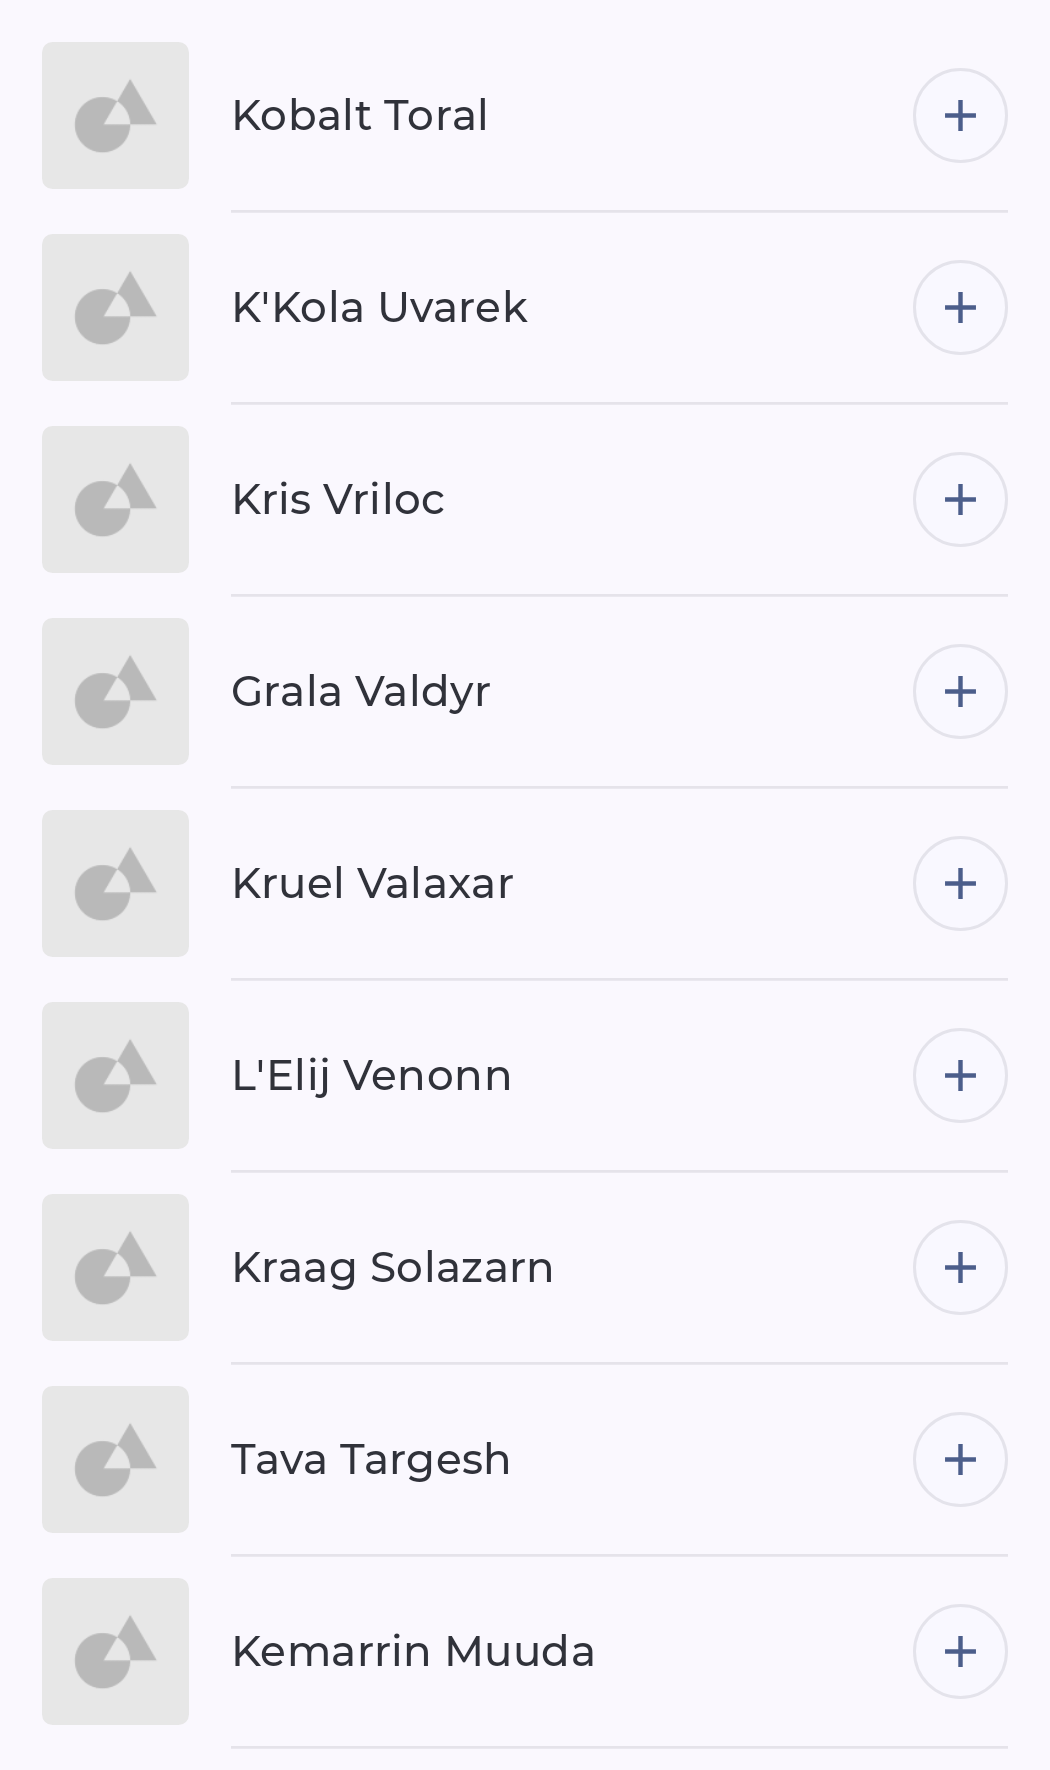 Kobalt Toral
K'Kola Uvarek
Kris Vriloc
Grala Valdyr
Kruel Valaxar
L'Elij Venonn
Kraag Solazarn
Tava Targesh
Kemarrin Muuda